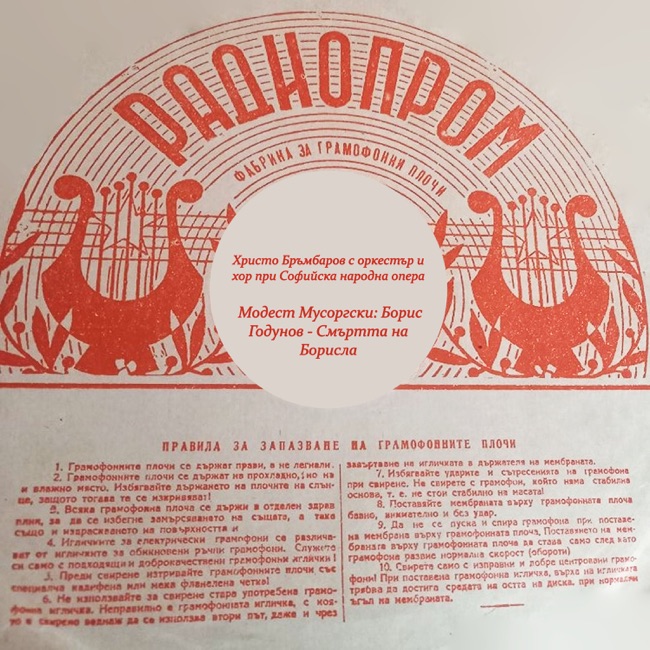 РАДИОПРОМ
ФАБРИКА ЗА ГРАМОФОННИ ПЛОЧИ
Христо Бръмбаров с оркестър и
хор при Софийска народна опера
Модест Мусоргски: Борис
Годунов - Смъртта на
Борисла
ПРАВИЛА ЗА ЗАПАЗВАНЕ НА ГРАМОФОННИТЕ ПЛОЧИ
1. Грамофонните плочи се държат прави, а не легнали.
2. Грамофонните плочи се държат на прохладно, но на
и влажно място. Избягвайте държането на плочите на слън-
це, защото тогава те се изкривяват!
3. Всяка грамофонна плоча се държи в отделен здрав
плик, за да се избегне замърсяването на същата, а така
също и израскването на повърхността и
4. Игличките за електрически грамофони се различа-
ват от игличките за обикновени ръчни грамофони. Служите
си само с подходящи и доброкачествени грамофонни иглички!
5. Преди свирене изтривайте грамофонните плочи със
специална кадифена или мека фланелена четка!
6. Не използвайте за свирене стара употребена грамо-
фонна игличка. Неправилно е грамофонната игличка, с коя-
то е свирено веднаж да се използва втори път, даже и чрез
завъртване на игличката в държателя на мембраната.
7. Избягвайте ударите и сътресенията на грамофона
при свирене. Не свирете с грамофон, който няма стабилна
основа, т. е. не стои стабилно на масата!
8. Поставяйте мембраната върху грамофонната плоча
бавно, внимателно и без удар.
9. Да не се пуска и спира грамофона при поставе-
на мембрана върху грамофонната плоча. Поставянето на мем-
браната върху грамофонната плоча да става само след като
грамофона развие нормална скорост (обороти)
10. Свирете само с изправни и добре центровани грамо-
фони! При поставена грамофонна игличка, върха на игличката
трябва да достига средата на остта на диска, при нормален
ъгъл на мембраната.